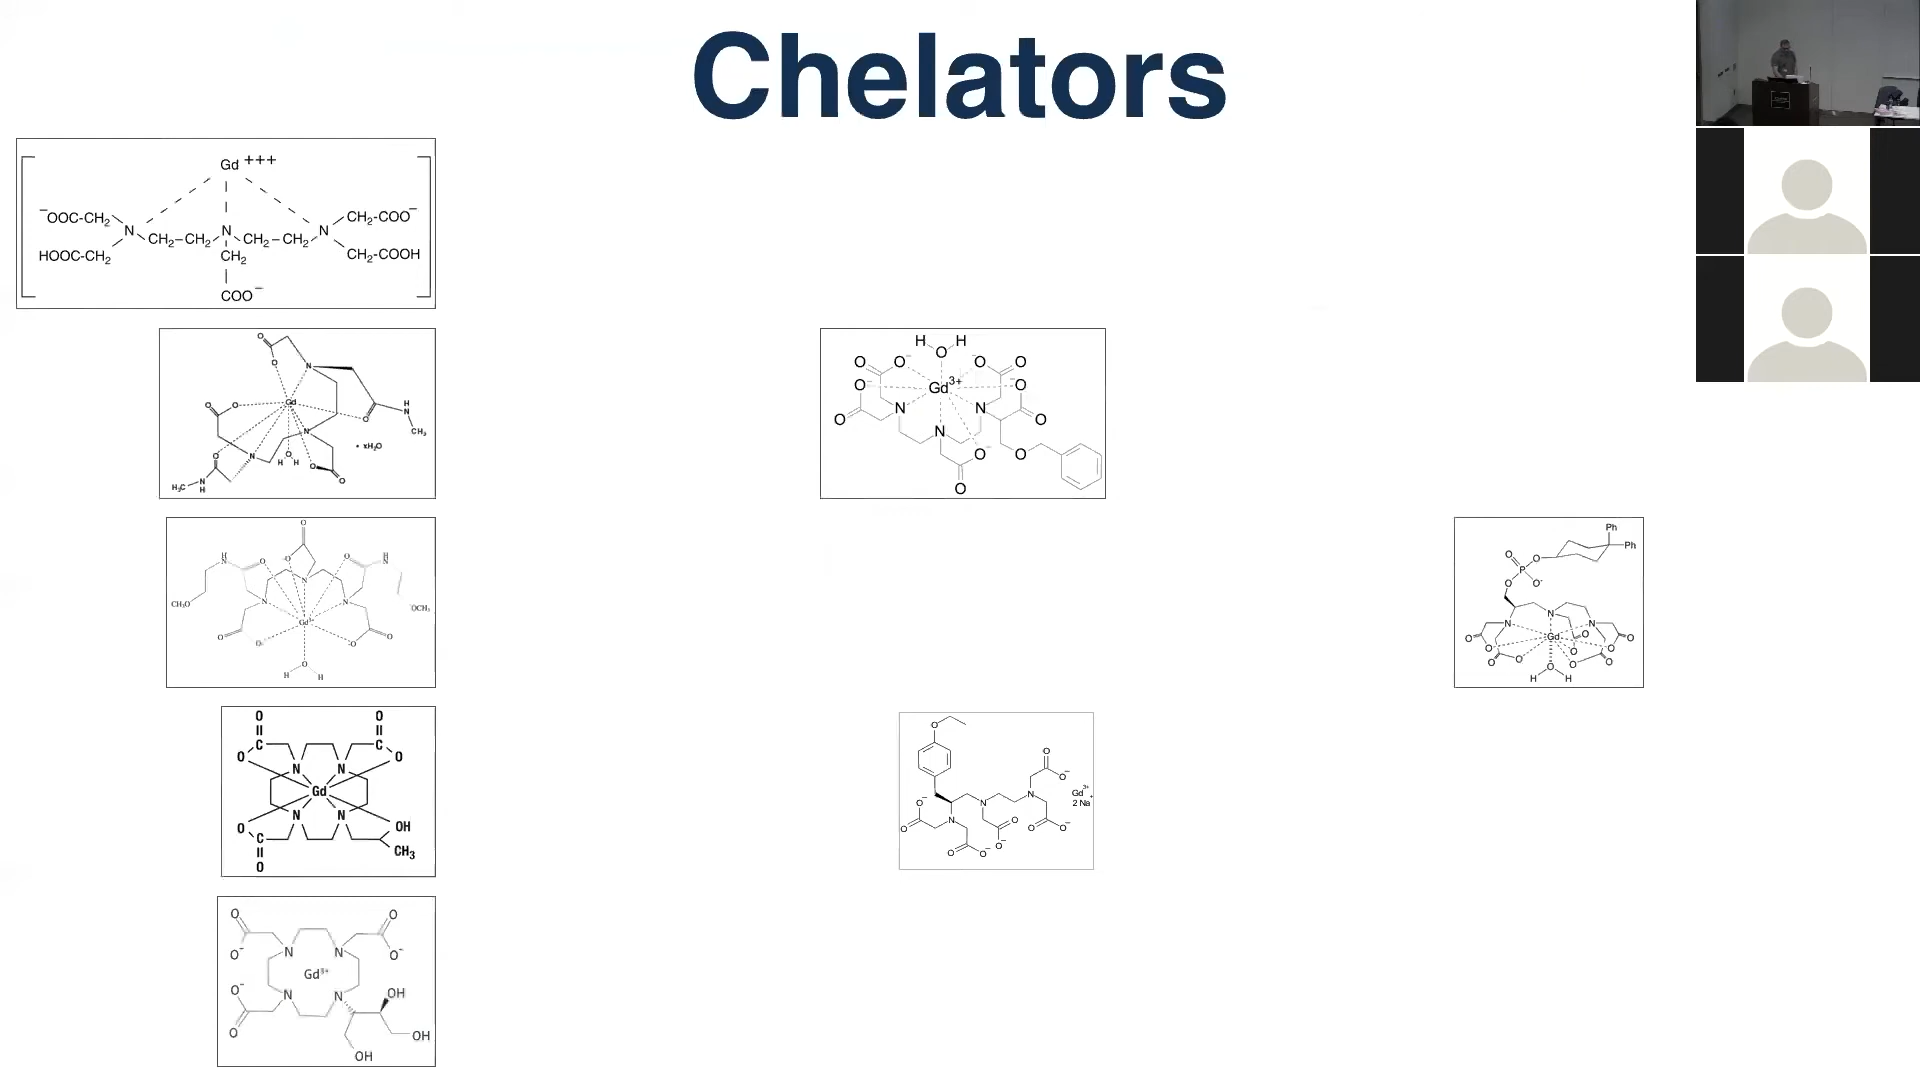 Chelators
Gd +++
⁻OOC-CH₂ N CH₂-CH₂ N CH₂-CH₂ N CH₂-COO⁻
HOOC-CH₂ CH₂ CH₂-COOH
COO⁻
O
O N
Gd
O O O H
N
N CH₃
• xH₂O
O N O
H H O
H₃C N O
H
H O H
O O⁻ ⁻O O
O⁻ Gd³⁺ ⁻O
O N N O
N
O⁻ O
O
O
H O ⁻O O H
N N
N
CH₃O N N OCH₃
Gd³⁺
O O⁻ ⁻O O
O
H H
Ph
Ph
O O
P
O O⁻
N
N N
O Gd O O
O O O
O O O O
O
H H
O O
C C
O N N O
Gd
O N N OH
C CH₃
O
O
O
O⁻
Gd³⁺
2 Na⁺
O⁻ N N
O N O O⁻
O O⁻ O⁻ O O⁻
O O
O⁻ N N O⁻
Gd³⁺
O⁻ N N OH
O OH
OH